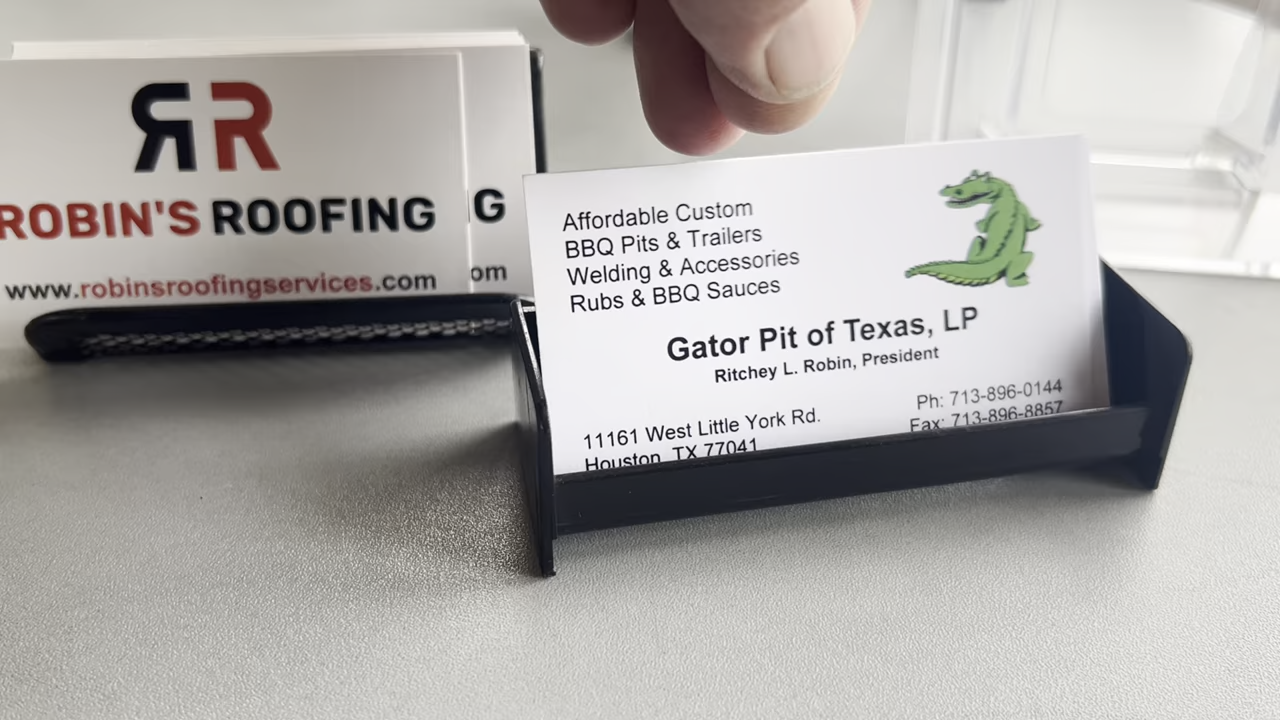 RR
ROBIN'S ROOFING
G
www.robinsroofingservices.com
om
Affordable Custom
BBQ Pits & Trailers
Welding & Accessories
Rubs & BBQ Sauces
Gator Pit of Texas, LP
Ritchey L. Robin, President
11161 West Little York Rd.
Houston, TX 77041
Ph: 713-896-0144
Fax: 713-896-8857